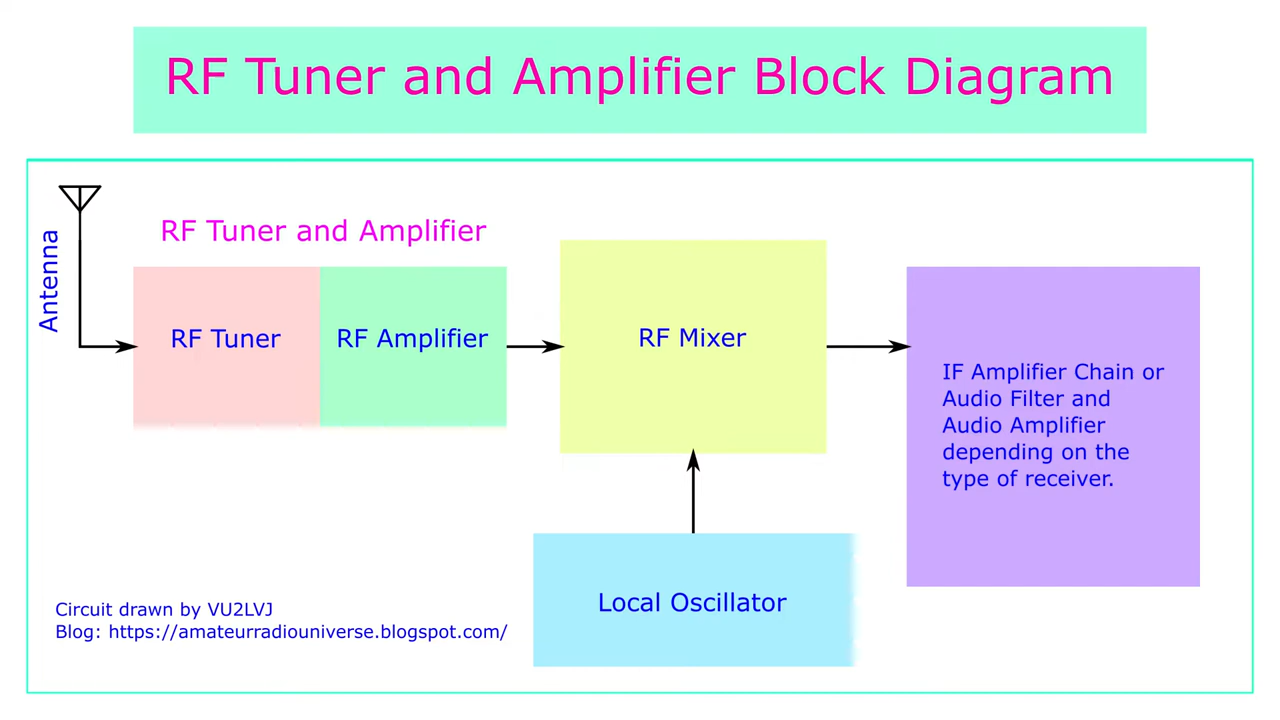 RF Tuner and Amplifier Block Diagram
Antenna
RF Tuner and Amplifier
RF Tuner
RF Amplifier
RF Mixer
IF Amplifier Chain or
Audio Filter and
Audio Amplifier
depending on the
type of receiver.
Local Oscillator
Circuit drawn by VU2LVJ
Blog: https://amateurradiouniverse.blogspot.com/